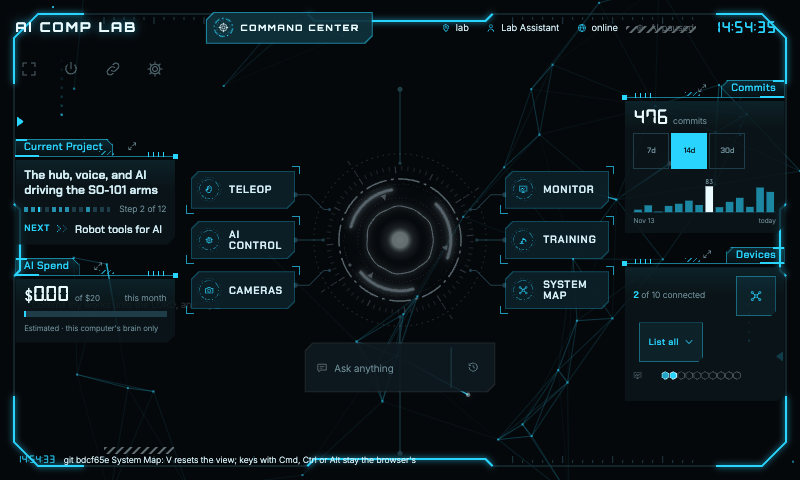 AI COMP LAB
COMMAND CENTER
lab
Lab Assistant
online
14:54:35
Current Project
The hub, voice, and AI
driving the SO-101 arms
Step 2 of 12
NEXT
Robot tools for AI
AI Spend
$0.00 of $20
this month
Estimated · this computer's brain only
TELEOP
AI
CONTROL
CAMERAS
MONITOR
TRAINING
SYSTEM
MAP
Ask anything
Commits
476 commits
7d
14d
30d
83
Nov 13
today
Devices
2 of 10 connected
List all
14:54:33
git bdcf65e System Map: V resets the view; keys with Cmd, Ctrl or Alt stay the browser's